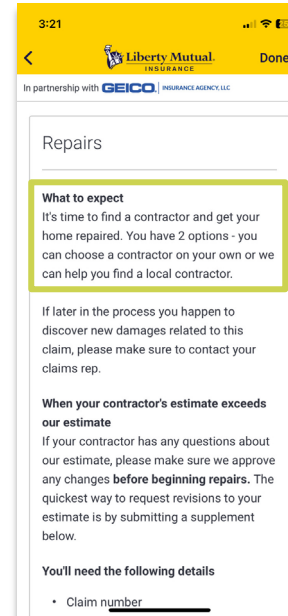 3:21
Liberty Mutual.
INSURANCE
Done
In partnership with GEICO. INSURANCE AGENCY, LLC
Repairs
What to expect
It's time to find a contractor and get your
home repaired. You have 2 options - you
can choose a contractor on your own or we
can help you find a local contractor.
If later in the process you happen to
discover new damages related to this
claim, please make sure to contact your
claims rep.
When your contractor's estimate exceeds
our estimate
If your contractor has any questions about
our estimate, please make sure we approve
any changes before beginning repairs. The
quickest way to request revisions to your
estimate is by submitting a supplement
below.
You'll need the following details
• Claim number